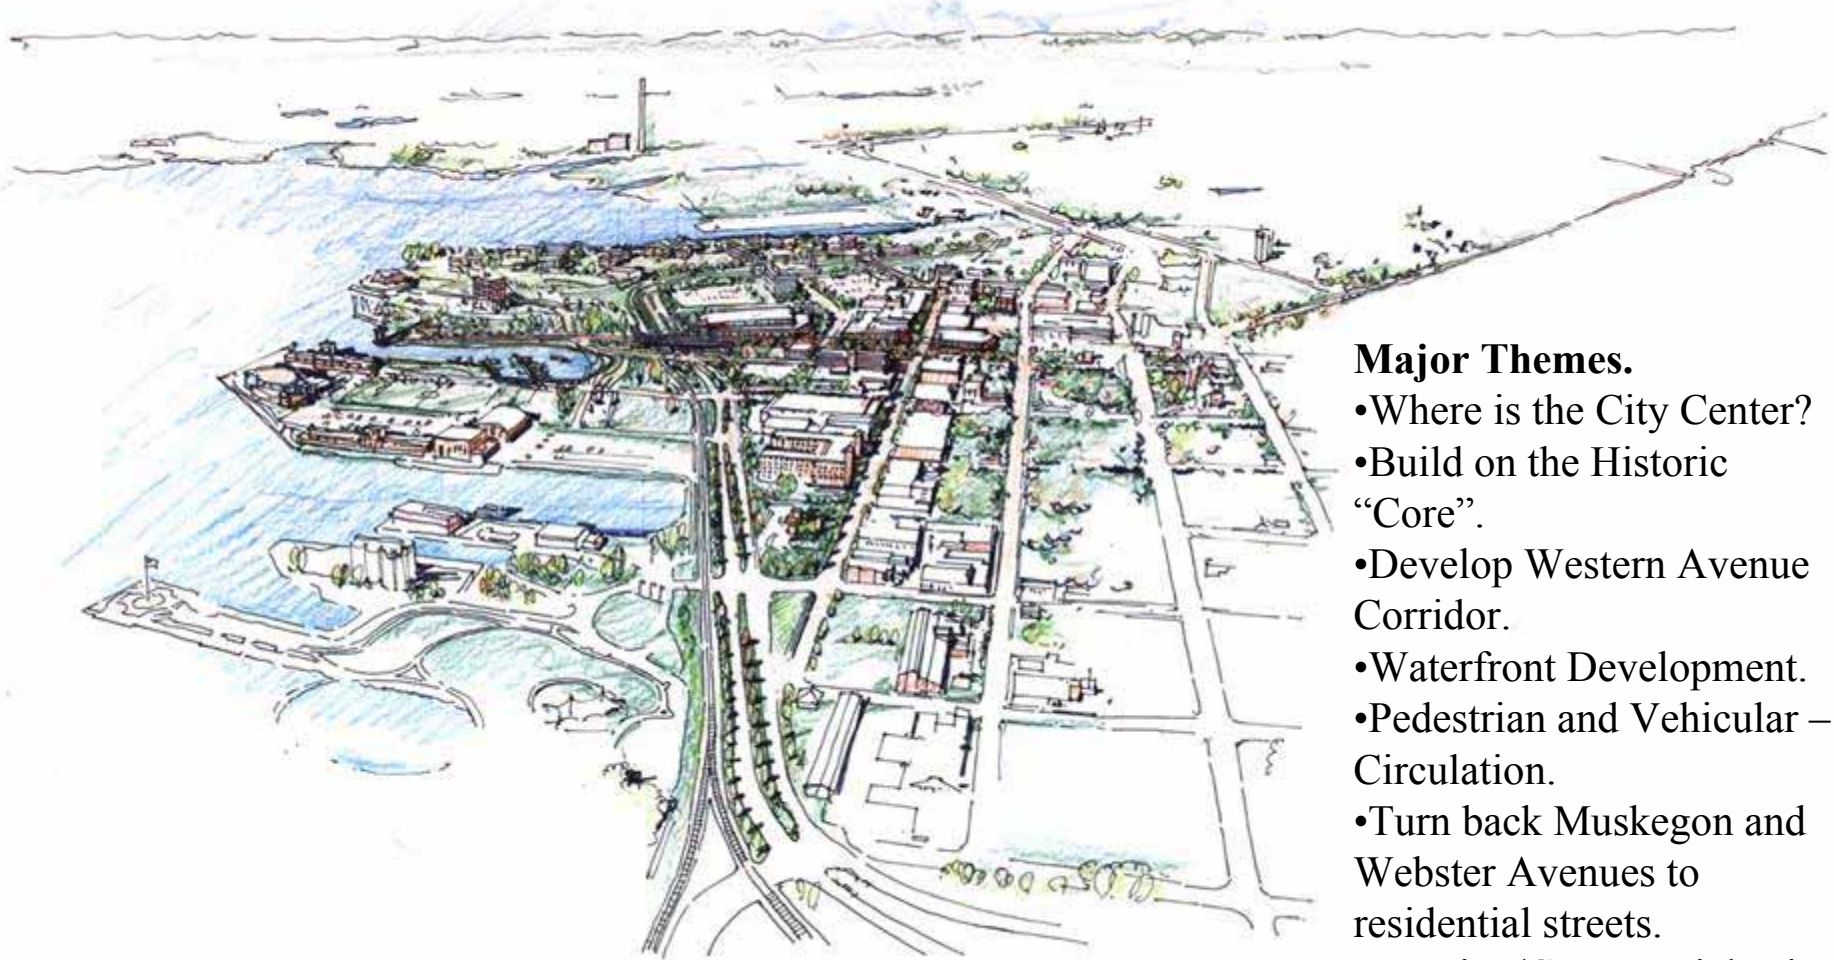 Major Themes.
•Where is the City Center?
•Build on the Historic
“Core”.
•Develop Western Avenue
Corridor.
•Waterfront Development.
•Pedestrian and Vehicular –
Circulation.
•Turn back Muskegon and
Webster Avenues to
residential streets.